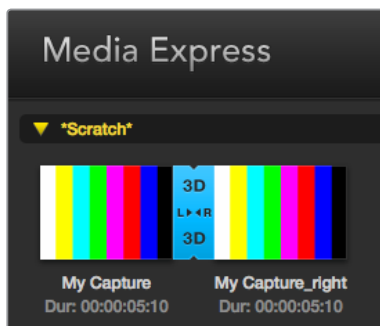 Media Express
*Scratch*
3D
L▶◀R
3D
My Capture My Capture_right
Dur: 00:00:05:10 Dur: 00:00:05:10